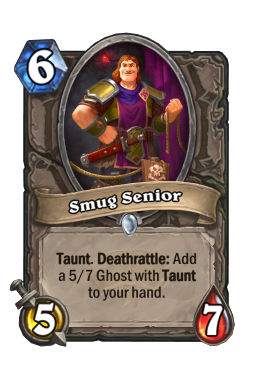 6
Smug Senior
Taunt. Deathrattle: Add
a 5/7 Ghost with Taunt
to your hand.
5
7